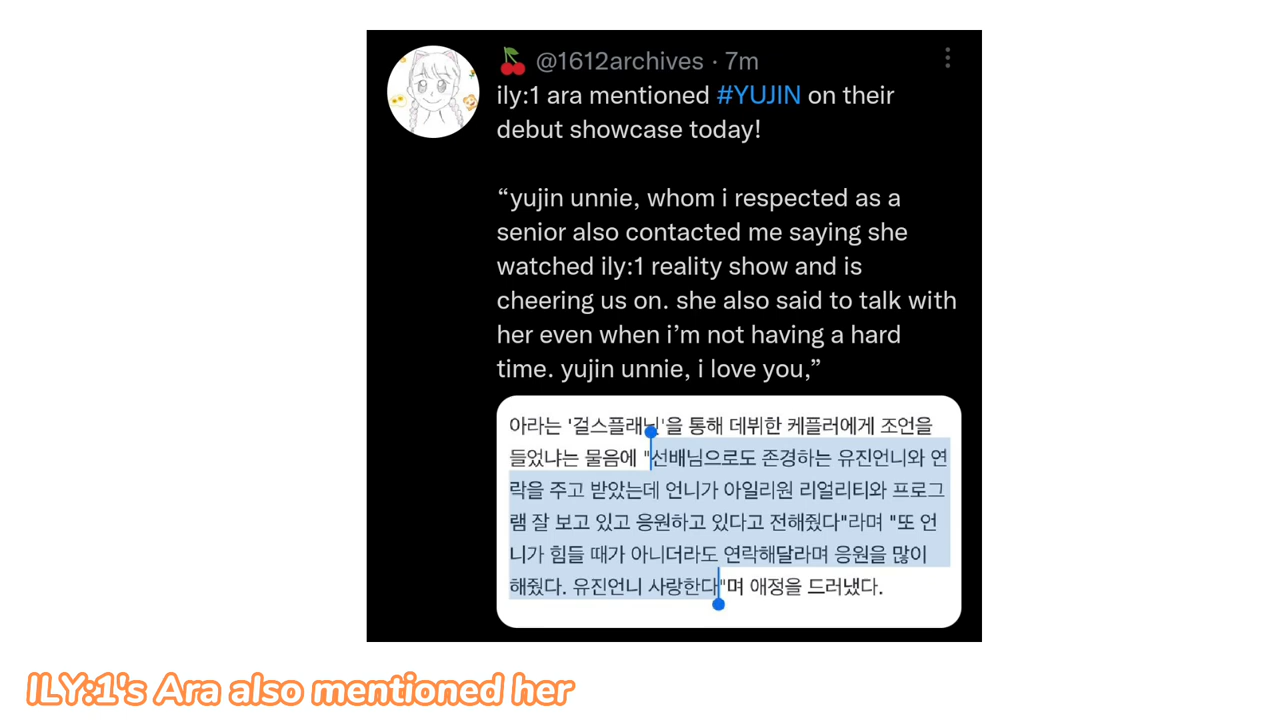 🍒 @1612archives · 7m
ily:1 ara mentioned #YUJIN on their
debut showcase today!
“yujin unnie, whom i respected as a
senior also contacted me saying she
watched ily:1 reality show and is
cheering us on. she also said to talk with
her even when i’m not having a hard
time. yujin unnie, i love you,”
아라는 '걸스플래닛'을 통해 데뷔한 케플러에게 조언을
들었냐는 물음에 "선배님으로도 존경하는 유진언니와 연
락을 주고 받았는데 언니가 아일리원 리얼리티와 프로그
램 잘 보고 있고 응원하고 있다고 전해줬다"라며 "또 언
니가 힘들 때가 아니더라도 연락해달라며 응원을 많이
해줬다. 유진언니 사랑한다"며 애정을 드러냈다.
ILY:1's Ara also mentioned her